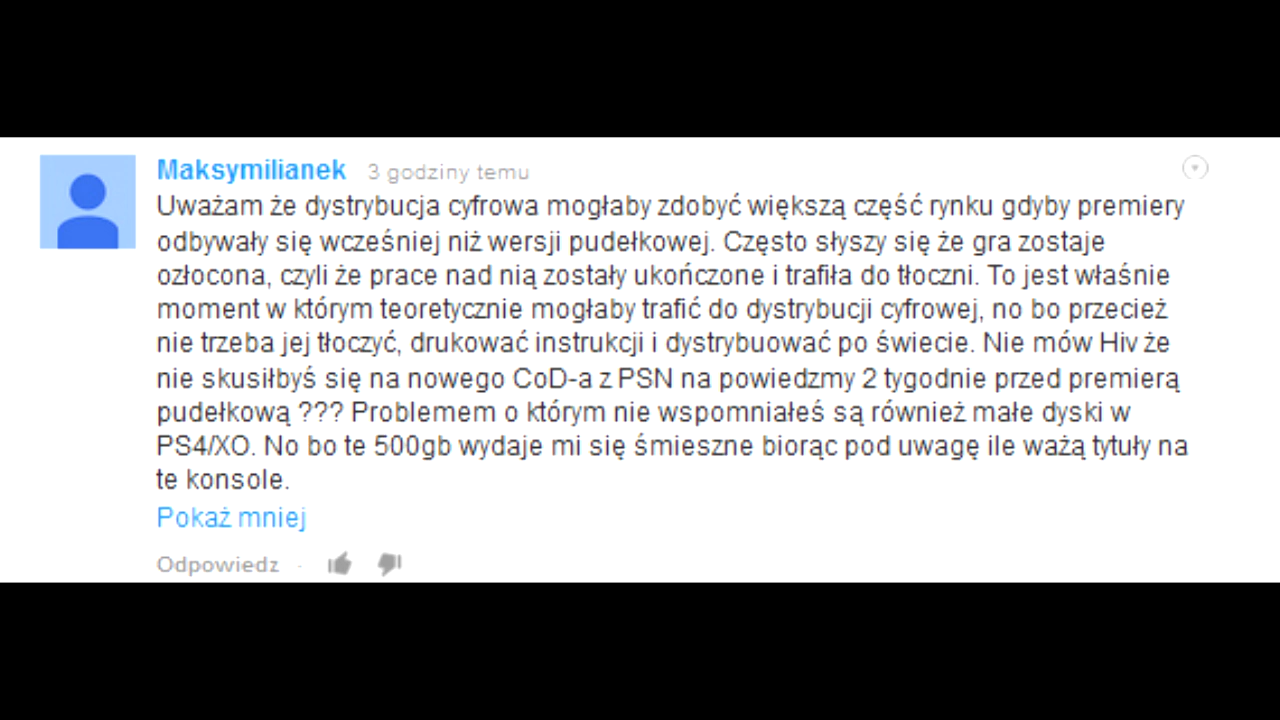 Maksymilianek 3 godziny temu
Uważam że dystrybucja cyfrowa mogłaby zdobyć większą część rynku gdyby premiery
odbywały się wcześniej niż wersji pudełkowej. Często słyszy się że gra zostaje
ozłocona, czyli że prace nad nią zostały ukończone i trafiła do tłoczni. To jest właśnie
moment w którym teoretycznie mogłaby trafić do dystrybucji cyfrowej, no bo przecież
nie trzeba jej tłoczyć, drukować instrukcji i dystrybuować po świecie. Nie mów Hiv że
nie skusiłbyś się na nowego CoD-a z PSN na powiedzmy 2 tygodnie przed premierą
pudełkową ??? Problemem o którym nie wspomniałeś są również małe dyski w
PS4/XO. No bo te 500gb wydaje mi się śmieszne biorąc pod uwagę ile ważą tytuły na
te konsole.
Pokaż mniej
Odpowiedz ·